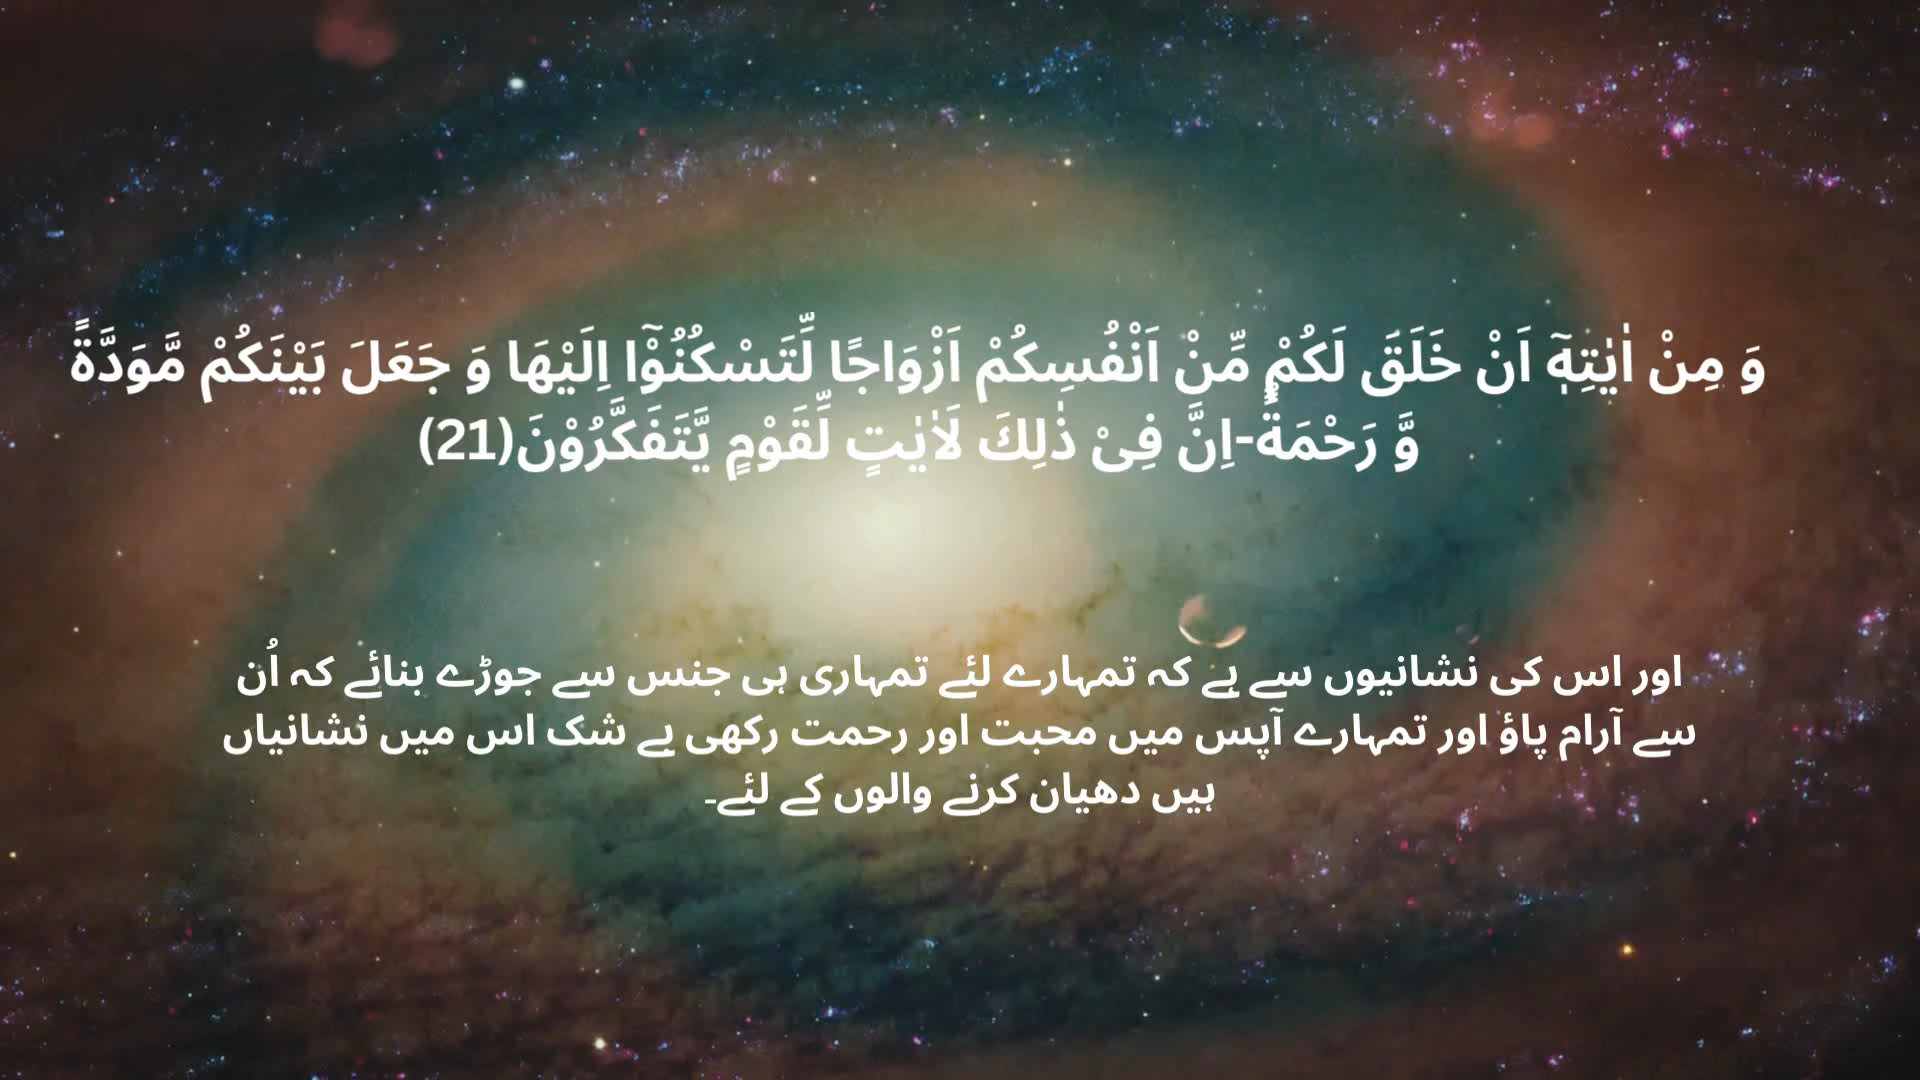 وَ مِنْ اٰیٰتِهٖۤ اَنْ خَلَقَ لَكُمْ مِّنْ اَنْفُسِكُمْ اَزْوَاجًا لِّتَسْكُنُوْۤا اِلَیْهَا وَ جَعَلَ بَیْنَكُمْ مَّوَدَّةً
وَّ رَحْمَةًؕ-اِنَّ فِیْ ذٰلِكَ لَاٰیٰتٍ لِّقَوْمٍ یَّتَفَكَّرُوْنَ(21)
اور اس کی نشانیوں سے ہے کہ تمہارے لئے تمہاری ہی جنس سے جوڑے بنائے کہ اُن
سے آرام پاؤ اور تمہارے آپس میں محبت اور رحمت رکھی بے شک اس میں نشانیاں
ہیں دھیان کرنے والوں کے لئے۔